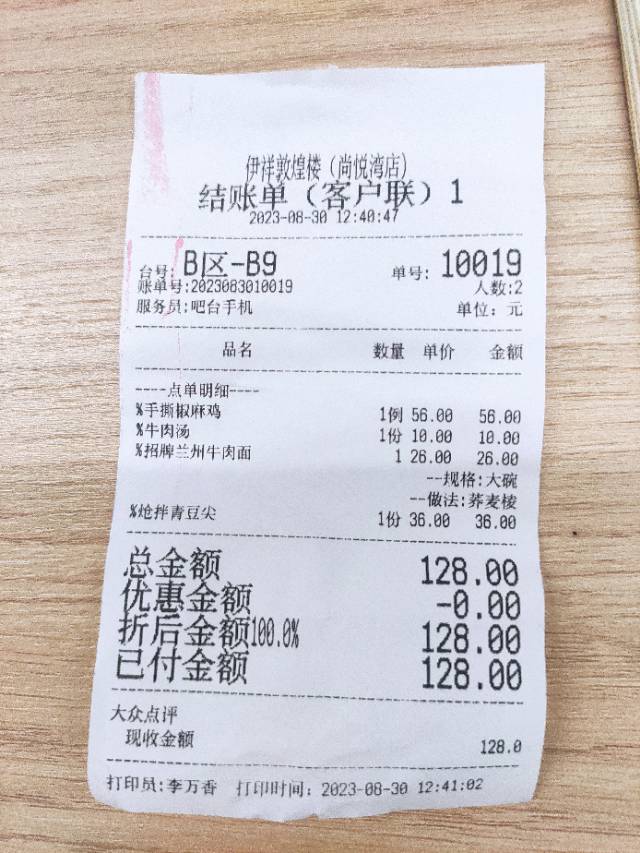 伊祥敦煌楼（尚悦湾店）
结账单（客户联）1
2023-08-30 12:40:47
台号: B区-B9 单号: 10019
账单号:2023083010019 人数:2
服务员:吧台手机 单位: 元
品名 数量 单价 金额
----点单明细----
%手撕椒麻鸡 1例 56.00 56.00
%牛肉汤 1份 10.00 10.00
%招牌兰州牛肉面 1 26.00 26.00
--规格:大碗
--做法:荞麦棱
%炝拌青豆尖 1份 36.00 36.00
总金额 128.00
优惠金额 -0.00
折后金额100.0% 128.00
已付金额 128.00
大众点评
现收金额 128.0
打印员:李万香 打印时间: 2023-08-30 12:41:02